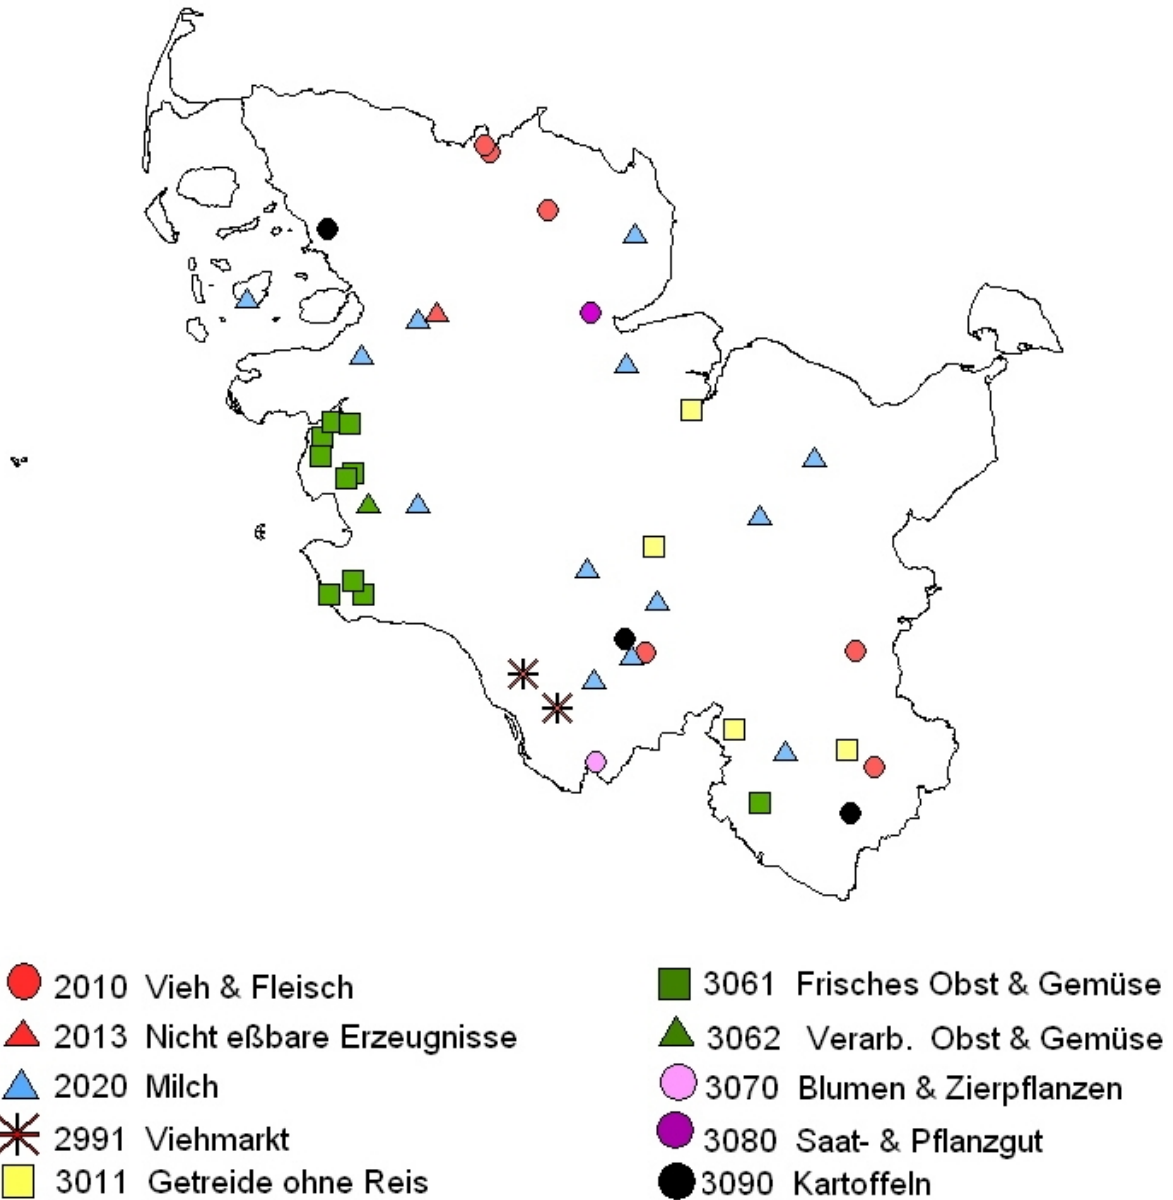 2010 Vieh & Fleisch
2013 Nicht eßbare Erzeugnisse
2020 Milch
2991 Viehmarkt
3011 Getreide ohne Reis
3061 Frisches Obst & Gemüse
3062 Verarb. Obst & Gemüse
3070 Blumen & Zierpflanzen
3080 Saat- & Pflanzgut
3090 Kartoffeln